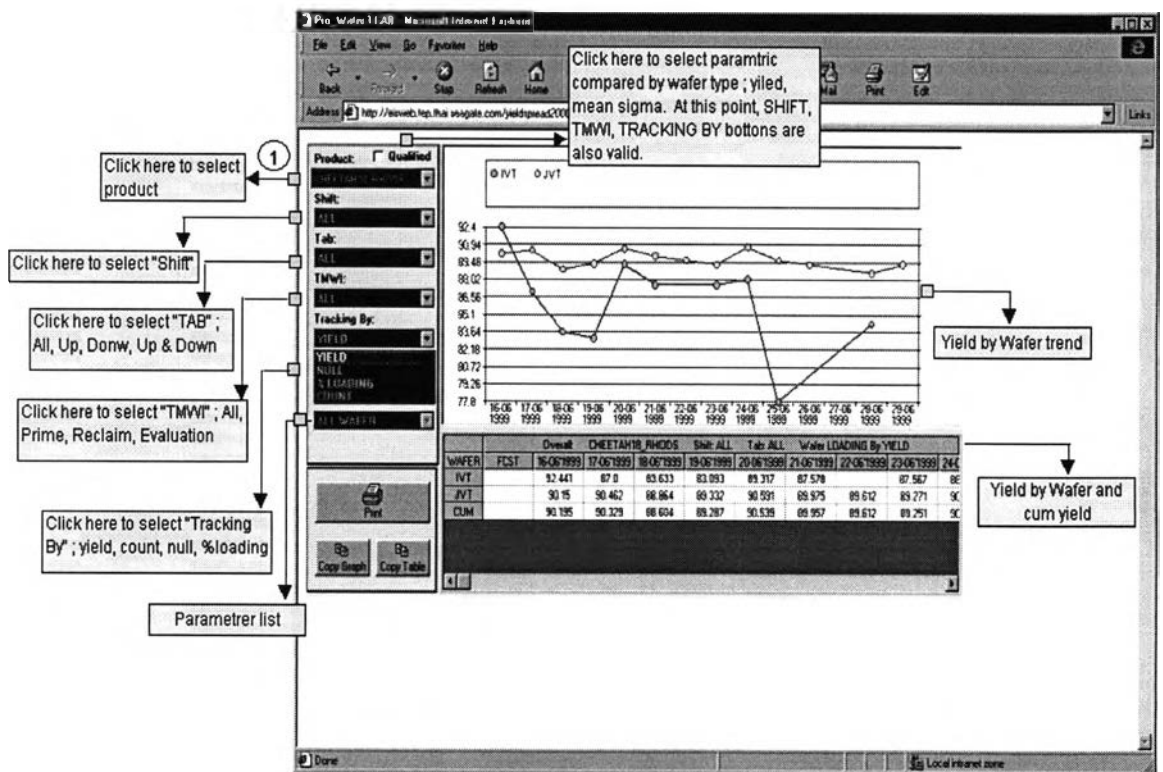 Microsoft Internet Explorer
File Edit View Go Favorites Help
Back Forward Stop Refresh Home Mail Print Edit
Address Links
Click here to select paramtric
compared by wafer type ; yiled,
mean sigma. At this point, SHIFT,
TMWI, TRACKING BY bottons are
also valid.
1
Click here to select
product
Click here to select "Shift"
Click here to select "TAB" ;
All, Up, Donw, Up & Down
Click here to select "TMWI" ; All,
Prime, Reclaim, Evaluation
Click here to select "Tracking
By" ; yield, count, null, %loading
Parametrer list
Product: Qualified
Shift:
ALL
Tab:
ALL
TMWI:
ALL
Tracking By:
YIELD
YIELD
NULL
% LOADING
COUNT
ALL WAFER
Print
Copy Graph Copy Table
IVT JVT
92.4
90.94
89.48
88.02
86.56
85.1
83.64
82.18
80.72
79.26
77.8
16-06 17-06 18-06 19-06 20-06 21-06 22-06 23-06 24-06 25-06 26-06 27-06 28-06 29-06
1999 1999 1999 1999 1999 1999 1999 1999 1999 1999 1999 1999 1999 1999
Yield by Wafer trend
Overall: CHEETAH18_RHODS Shift: ALL Tab: ALL Wafer LOADING By YIELD
WAFER FCST 16-06'1999 17-06'1999 18-06'1999 19-06'1999 20-06'1999 21-06'1999 22-06'1999 23-06'1999
IVT 92.441 87.0 83.633 83.093 89.317 87.578 87.567
JVT 90.15 90.462 88.864 89.332 90.591 89.975 89.612 89.271
CUM 90.195 90.329 88.604 89.287 90.539 89.957 89.612 89.251
Yield by Wafer and
cum yield
Done Local intranet zone